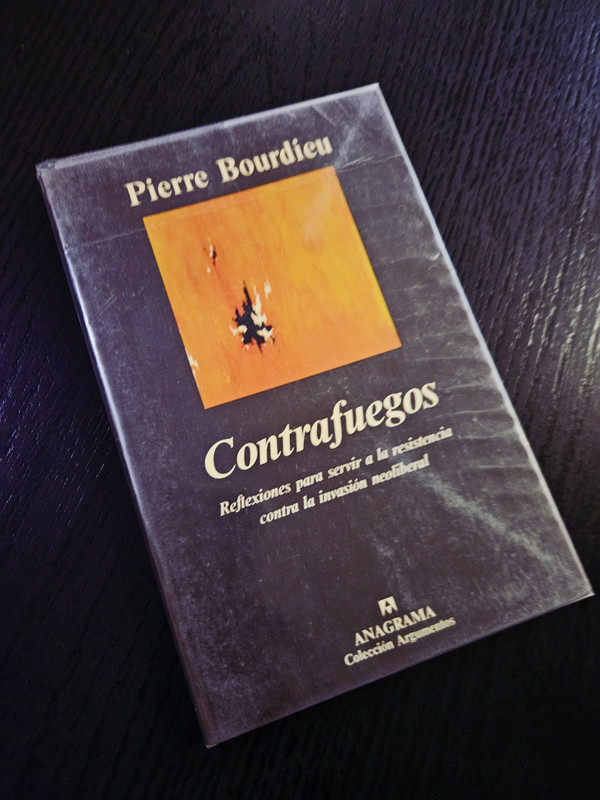 Pierre Bourdieu
Contrafuegos
Reflexiones para servir a la resistencia
contra la invasión neoliberal
ANAGRAMA
Colección Argumentos